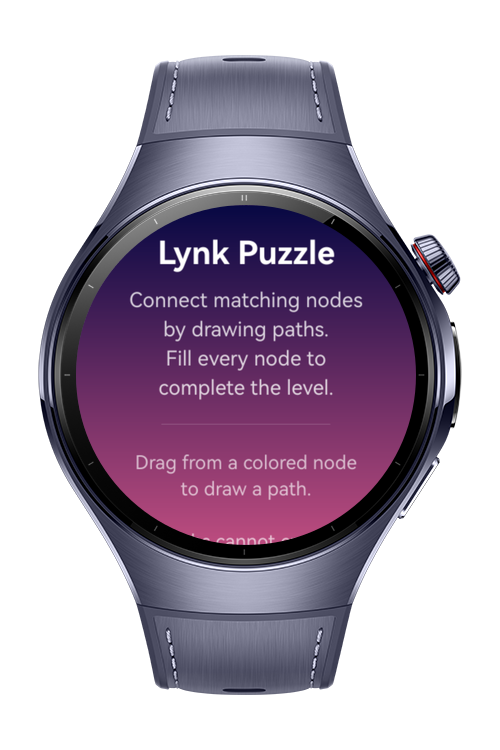 Lynk Puzzle
Connect matching nodes
by drawing paths.
Fill every node to
complete the level.
Drag from a colored node
to draw a path.
cannot